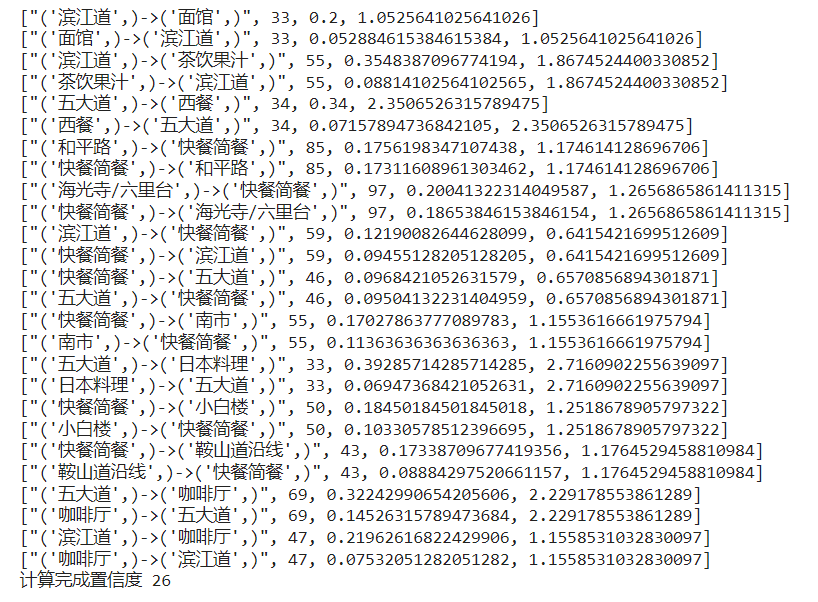 ["('滨江道',)->('面馆',)", 33, 0.2, 1.0525641025641026]
["('面馆',)->('滨江道',)", 33, 0.052884615384615384, 1.0525641025641026]
["('滨江道',)->('茶饮果汁',)", 55, 0.3548387096774194, 1.8674524400330852]
["('茶饮果汁',)->('滨江道',)", 55, 0.08814102564102565, 1.8674524400330852]
["('五大道',)->('西餐',)", 34, 0.34, 2.3506526315789475]
["('西餐',)->('五大道',)", 34, 0.07157894736842105, 2.3506526315789475]
["('和平路',)->('快餐简餐',)", 85, 0.1756198347107438, 1.174614128696706]
["('快餐简餐',)->('和平路',)", 85, 0.17311608961303462, 1.174614128696706]
["('海光寺/六里台',)->('快餐简餐',)", 97, 0.20041322314049587, 1.2656865861411315]
["('快餐简餐',)->('海光寺/六里台',)", 97, 0.18653846153846154, 1.2656865861411315]
["('滨江道',)->('快餐简餐',)", 59, 0.12190082644628099, 0.6415421699512609]
["('快餐简餐',)->('滨江道',)", 59, 0.09455128205128205, 0.6415421699512609]
["('快餐简餐',)->('五大道',)", 46, 0.0968421052631579, 0.6570856894301871]
["('五大道',)->('快餐简餐',)", 46, 0.09504132231404959, 0.6570856894301871]
["('快餐简餐',)->('南市',)", 55, 0.17027863777089783, 1.1553616661975794]
["('南市',)->('快餐简餐',)", 55, 0.11363636363636363, 1.1553616661975794]
["('五大道',)->('日本料理',)", 33, 0.39285714285714285, 2.7160902255639097]
["('日本料理',)->('五大道',)", 33, 0.06947368421052631, 2.7160902255639097]
["('快餐简餐',)->('小白楼',)", 50, 0.18450184501845018, 1.2518678905797322]
["('小白楼',)->('快餐简餐',)", 50, 0.10330578512396695, 1.2518678905797322]
["('快餐简餐',)->('鞍山道沿线',)", 43, 0.17338709677419356, 1.1764529458810984]
["('鞍山道沿线',)->('快餐简餐',)", 43, 0.08884297520661157, 1.1764529458810984]
["('五大道',)->('咖啡厅',)", 69, 0.32242990654205606, 2.229178553861289]
["('咖啡厅',)->('五大道',)", 69, 0.14526315789473684, 2.229178553861289]
["('滨江道',)->('咖啡厅',)", 47, 0.21962616822429906, 1.1558531032830097]
["('咖啡厅',)->('滨江道',)", 47, 0.07532051282051282, 1.1558531032830097]
计算完成置信度 26